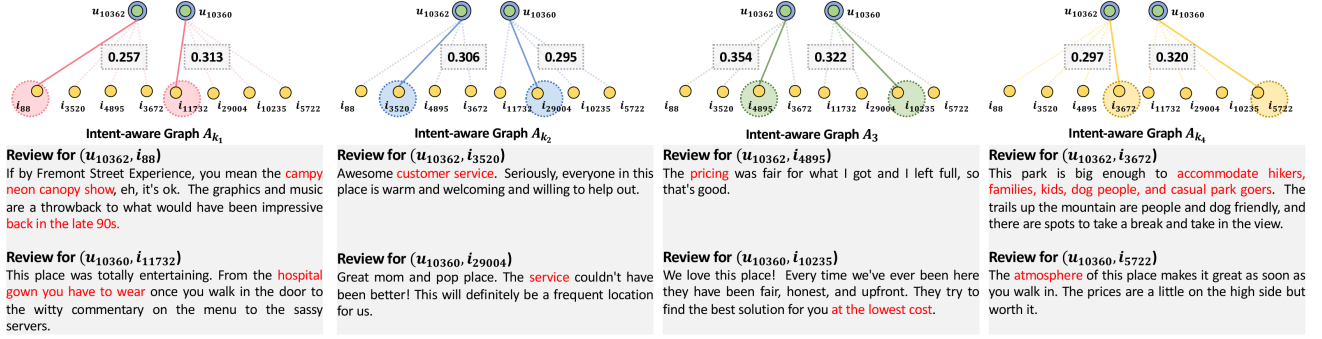 u10362 u10360
0.257 0.313
i88 i3520 i4895 i3672 i11732 i29004 i10235 i5722
Intent-aware Graph Ak1
Review for (u10362, i88)
If by Fremont Street Experience, you mean the campy
neon canopy show, eh, it's ok. The graphics and music
are a throwback to what would have been impressive
back in the late 90s.
Review for (u10360, i11732)
This place was totally entertaining. From the hospital
gown you have to wear once you walk in the door to
the witty commentary on the menu to the sassy
servers.
u10362 u10360
0.306 0.295
i88 i3520 i4895 i3672 i11732 i29004 i10235 i5722
Intent-aware Graph Ak2
Review for (u10362, i3520)
Awesome customer service. Seriously, everyone in this
place is warm and welcoming and willing to help out.
Review for (u10360, i29004)
Great mom and pop place. The service couldn't have
been better! This will definitely be a frequent location
for us.
u10362 u10360
0.354 0.322
i88 i3520 i4895 i3672 i11732 i29004 i10235 i5722
Intent-aware Graph A3
Review for (u10362, i4895)
The pricing was fair for what I got and I left full, so
that's good.
Review for (u10360, i10235)
We love this place! Every time we've ever been here
they have been fair, honest, and upfront. They try to
find the best solution for you at the lowest cost.
u10362 u10360
0.297 0.320
i88 i3520 i4895 i3672 i11732 i29004 i10235 i5722
Intent-aware Graph Ak4
Review for (u10362, i3672)
This park is big enough to accommodate hikers,
families, kids, dog people, and casual park goers. The
trails up the mountain are people and dog friendly, and
there are spots to take a break and take in the view.
Review for (u10360, i5722)
The atmosphere of this place makes it great as soon as
you walk in. The prices are a little on the high side but
worth it.